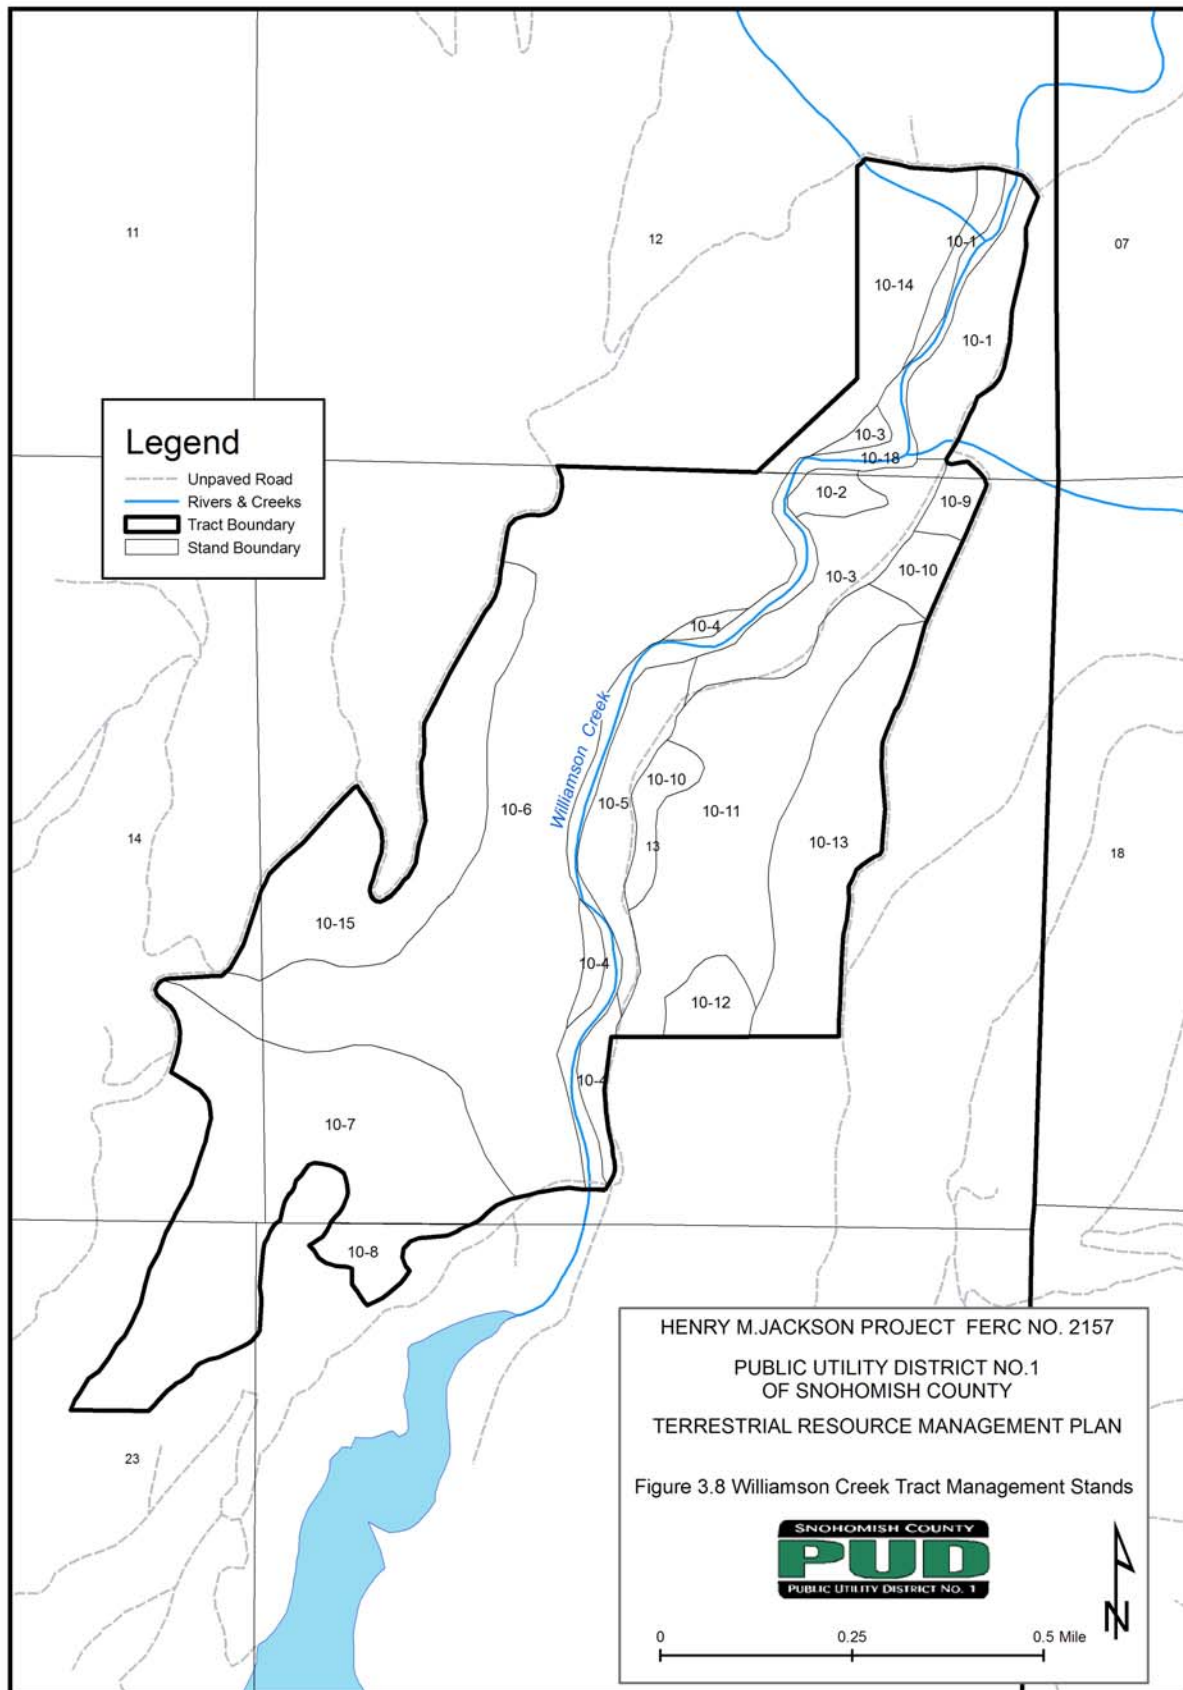 11
12
07
10-1
10-14
10-1
10-3
10-18
10-2
10-9
10-3
10-10
10-4
Legend
Unpaved Road
Rivers & Creeks
Tract Boundary
Stand Boundary
Williamson Creek
10-6
10-5
10-10
10-11
13
10-13
14
18
10-15
10-4
10-12
10-4
10-7
10-8
23
HENRY M.JACKSON PROJECT FERC NO. 2157
PUBLIC UTILITY DISTRICT NO.1
OF SNOHOMISH COUNTY
TERRESTRIAL RESOURCE MANAGEMENT PLAN
Figure 3.8 Williamson Creek Tract Management Stands
SNOHOMISH COUNTY
PUD
PUBLIC UTILITY DISTRICT NO. 1
N
0 0.25 0.5 Mile